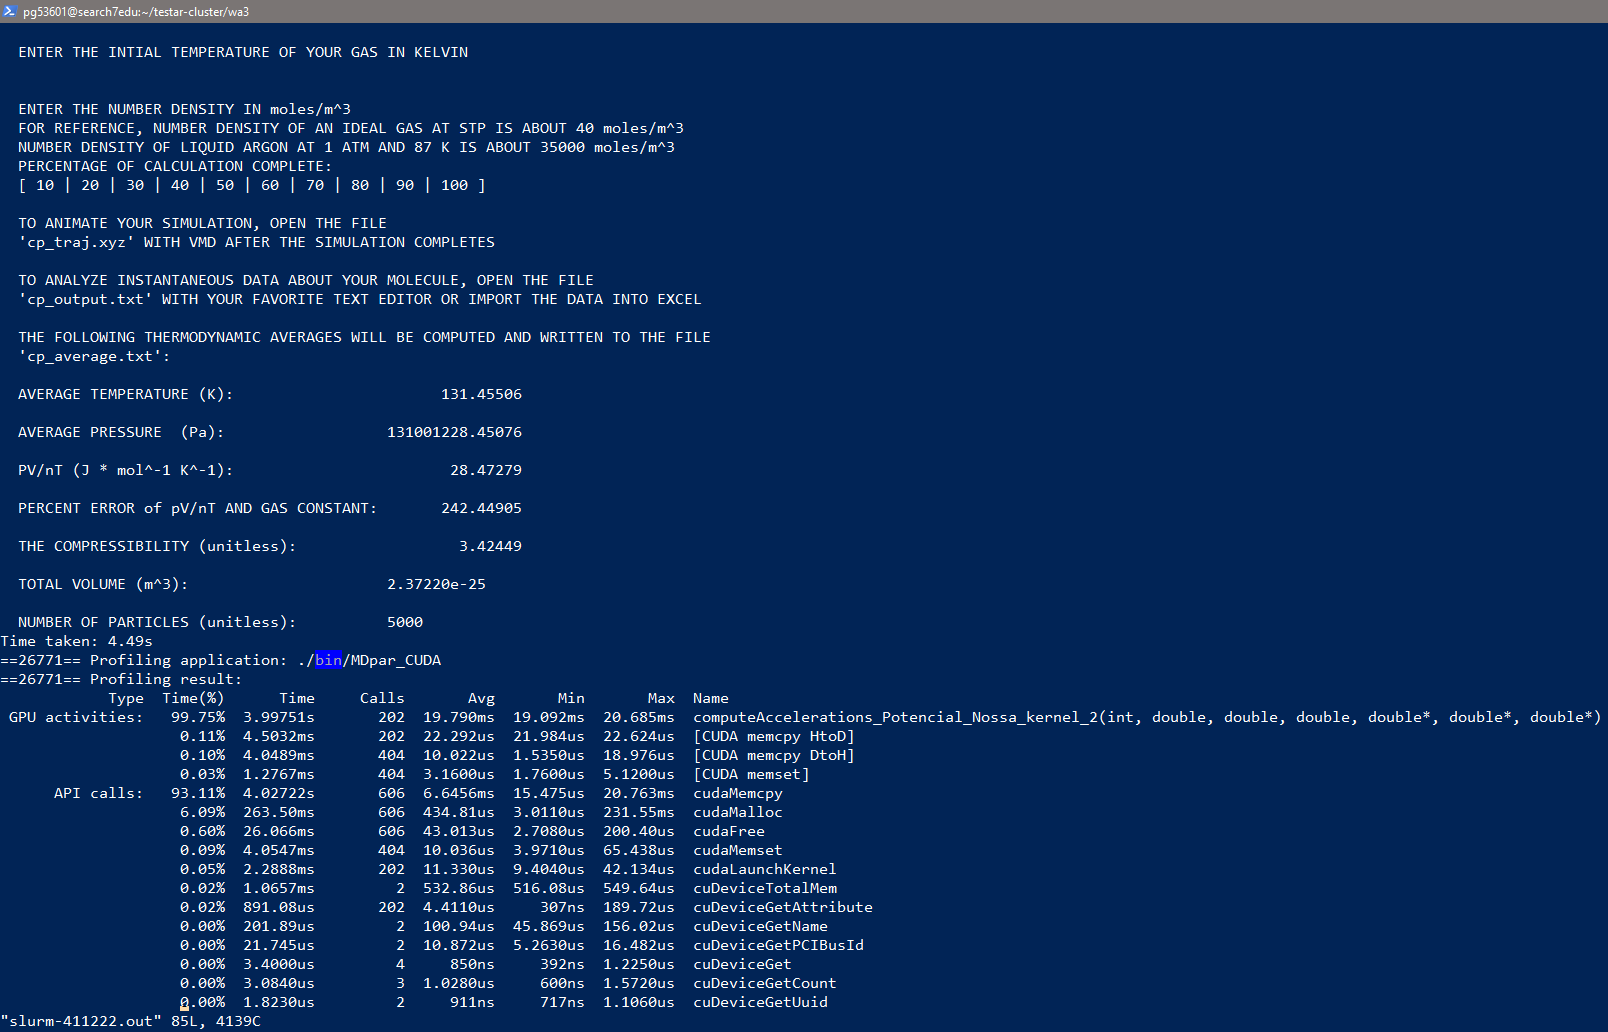 pg53601@search7edu:~/testar-cluster/wa3
ENTER THE INTIAL TEMPERATURE OF YOUR GAS IN KELVIN
ENTER THE NUMBER DENSITY IN moles/m^3
FOR REFERENCE, NUMBER DENSITY OF AN IDEAL GAS AT STP IS ABOUT 40 moles/m^3
NUMBER DENSITY OF LIQUID ARGON AT 1 ATM AND 87 K IS ABOUT 35000 moles/m^3
PERCENTAGE OF CALCULATION COMPLETE:
[ 10 | 20 | 30 | 40 | 50 | 60 | 70 | 80 | 90 | 100 ]
TO ANIMATE YOUR SIMULATION, OPEN THE FILE
'cp_traj.xyz' WITH VMD AFTER THE SIMULATION COMPLETES
TO ANALYZE INSTANTANEOUS DATA ABOUT YOUR MOLECULE, OPEN THE FILE
'cp_output.txt' WITH YOUR FAVORITE TEXT EDITOR OR IMPORT THE DATA INTO EXCEL
THE FOLLOWING THERMODYNAMIC AVERAGES WILL BE COMPUTED AND WRITTEN TO THE FILE
'cp_average.txt':
AVERAGE TEMPERATURE (K): 131.45506
AVERAGE PRESSURE (Pa): 131001228.45076
PV/nT (J * mol^-1 K^-1): 28.47279
PERCENT ERROR of pV/nT AND GAS CONSTANT: 242.44905
THE COMPRESSIBILITY (unitless): 3.42449
TOTAL VOLUME (m^3): 2.37220e-25
NUMBER OF PARTICLES (unitless): 5000
Time taken: 4.49s
==26771== Profiling application: ./bin/MDpar_CUDA
==26771== Profiling result:
Type Time(%) Time Calls Avg Min Max Name
GPU activities: 99.75% 3.99751s 202 19.790ms 19.092ms 20.685ms computeAccelerations_Potencial_Nossa_kernel_2(int, double, double, double, double*, double*, double*)
0.11% 4.5032ms 202 22.292us 21.984us 22.624us [CUDA memcpy HtoD]
0.10% 4.0489ms 404 10.022us 1.5350us 18.976us [CUDA memcpy DtoH]
0.03% 1.2767ms 404 3.1600us 1.7600us 5.1200us [CUDA memset]
API calls: 93.11% 4.02722s 606 6.6456ms 15.475us 20.763ms cudaMemcpy
6.09% 263.50ms 606 434.81us 3.0110us 231.55ms cudaMalloc
0.60% 26.066ms 606 43.013us 2.7080us 200.40us cudaFree
0.09% 4.0547ms 404 10.036us 3.9710us 65.438us cudaMemset
0.05% 2.2888ms 202 11.330us 9.4040us 42.134us cudaLaunchKernel
0.02% 1.0657ms 2 532.86us 516.08us 549.64us cuDeviceTotalMem
0.02% 891.08us 202 4.4110us 307ns 189.72us cuDeviceGetAttribute
0.00% 201.89us 2 100.94us 45.869us 156.02us cuDeviceGetName
0.00% 21.745us 2 10.872us 5.2630us 16.482us cuDeviceGetPCIBusId
0.00% 3.4000us 4 850ns 392ns 1.2250us cuDeviceGet
0.00% 3.0840us 3 1.0280us 600ns 1.5720us cuDeviceGetCount
0.00% 1.8230us 2 911ns 717ns 1.1060us cuDeviceGetUuid
"slurm-411222.out" 85L, 4139C